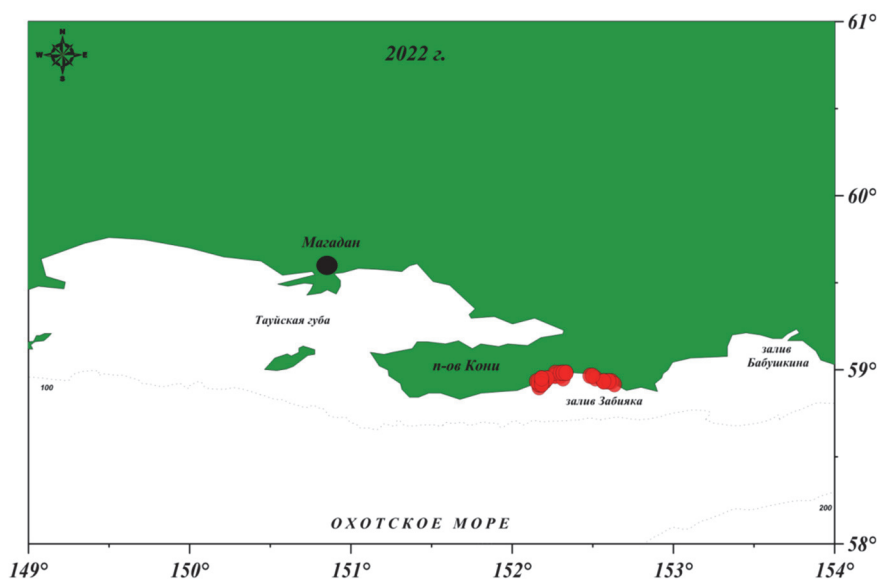 61°
N
W E
S
2022 г.
60°
Магадан
Тауйская губа
залив
Бабушкина
п-ов Кони
59°
100
залив Забияка
200
ОХОТСКОЕ МОРЕ
58°
149° 150° 151° 152° 153° 154°